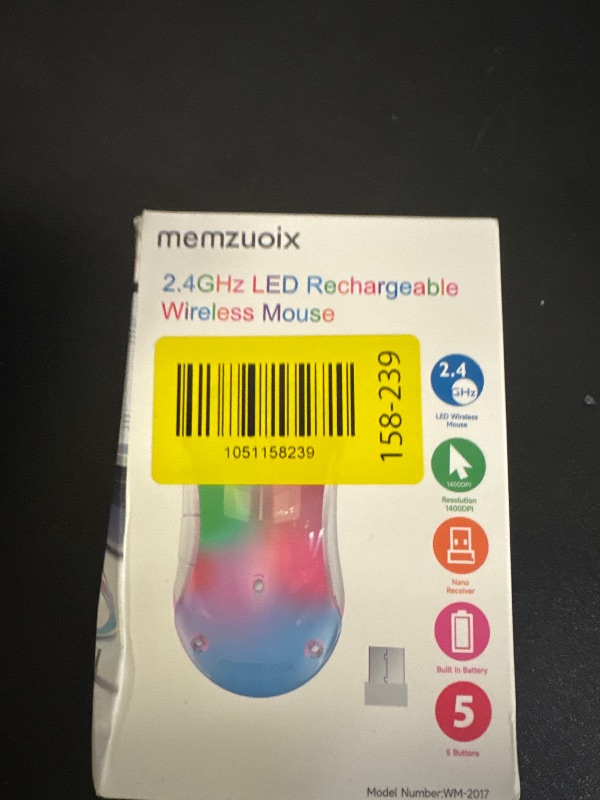 memzuoix
2.4GHz LED Rechargeable
Wireless Mouse
1051158239
158-239
2.4
GHz
LED Wireless
Mouse
1400DPI
Resolution
1400DPI
Nano
Receiver
Built in Battery
5
5 Buttons
memzuoix
Model Number:WM-2017